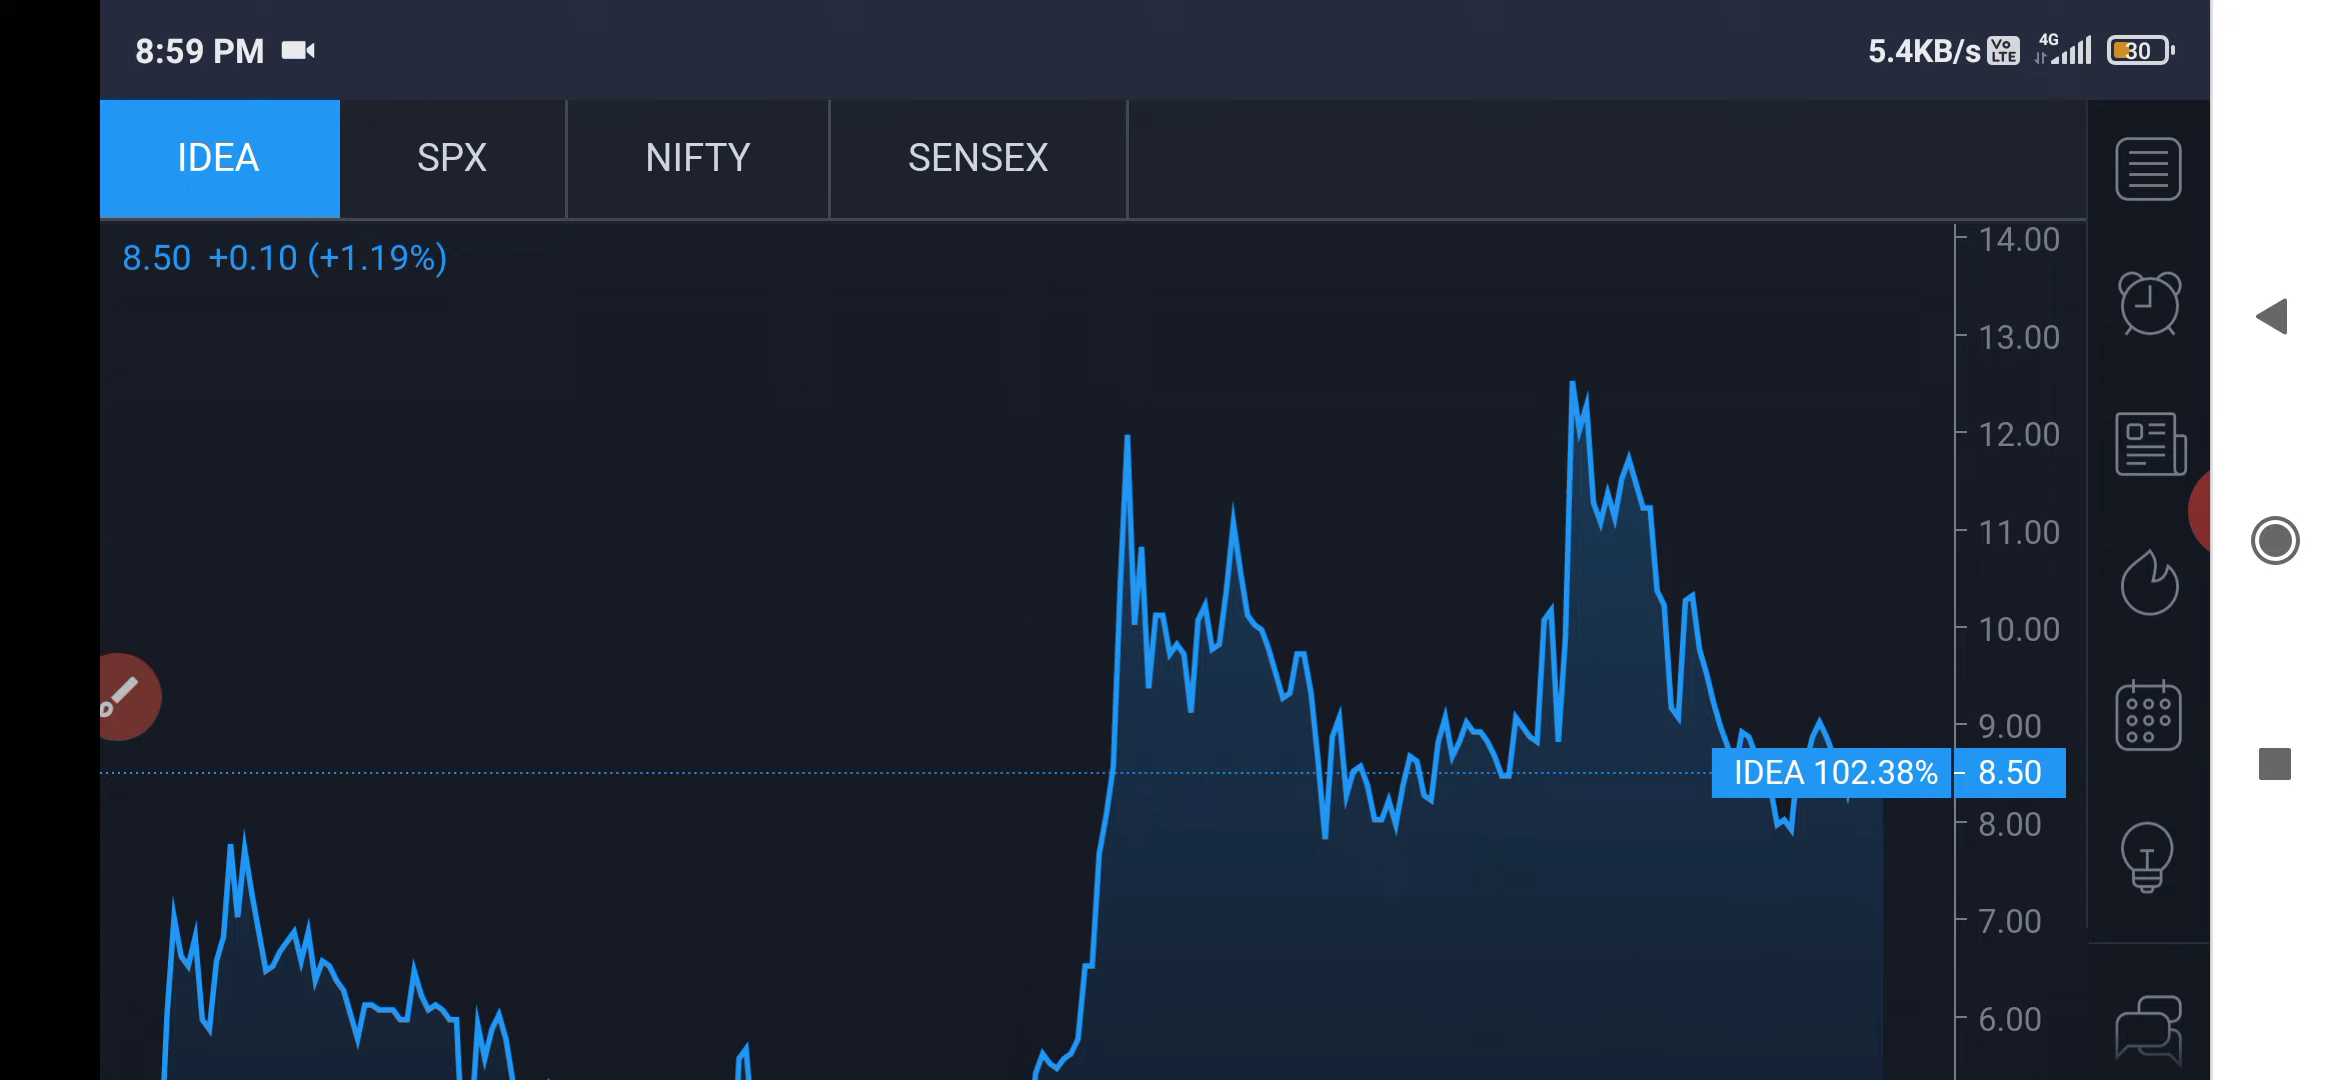 8:59 PM 5.4KB/s Vo LTE 4G 30
IDEA SPX NIFTY SENSEX
8.50 +0.10 (+1.19%)
14.00
13.00
12.00
11.00
10.00
9.00
IDEA 102.38% 8.50
8.00
7.00
6.00